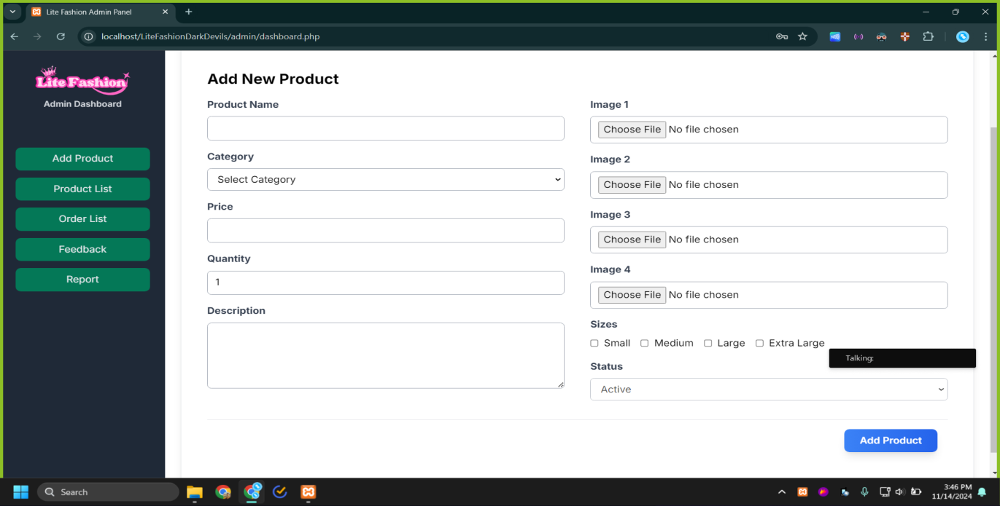 Lite Fashion Admin Panel
localhost/LiteFashionDarkDevils/admin/dashboard.php
Lite Fashion
Admin Dashboard
Add Product
Product List
Order List
Feedback
Report
Add New Product
Product Name
Category
Select Category
Price
Quantity
1
Description
Image 1
Choose File No file chosen
Image 2
Choose File No file chosen
Image 3
Choose File No file chosen
Image 4
Choose File No file chosen
Sizes
Small Medium Large Extra Large
Talking:
Status
Active
Add Product
Search
3:46 PM
11/14/2024